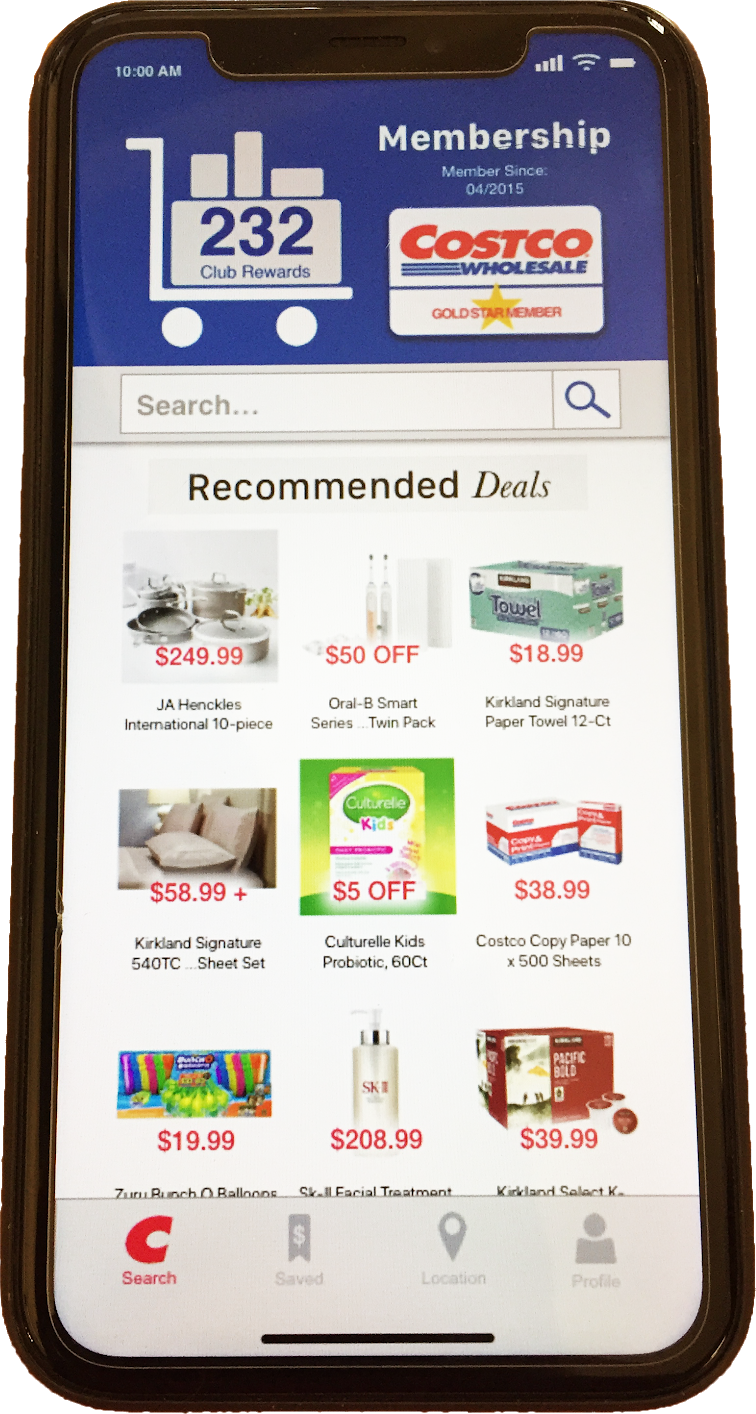 10:00 AM
Membership
Member Since:
04/2015
232
Club Rewards
COSTCO
WHOLESALE
GOLD STAR MEMBER
Search...
Recommended Deals
KIRKLAND
Towel
$249.99
$50 OFF
$18.99
JA Henckles
International 10-piece
Oral-B Smart
Series ...Twin Pack
Kirkland Signature
Paper Towel 12-Ct
Culturelle
Kids
COPY &
$58.99 +
$5 OFF
$38.99
Kirkland Signature
540TC ...Sheet Set
Culturelle Kids
Probiotic, 60Ct
Costco Copy Paper 10
x 500 Sheets
SK-II
KIRKLAND
PACIFIC
BOLD
$19.99
$208.99
$39.99
Zuru Bunch O Balloons
Sk-II Facial Treatment
Kirkland Select K-
C
$
Search
Saved
Location
Profile